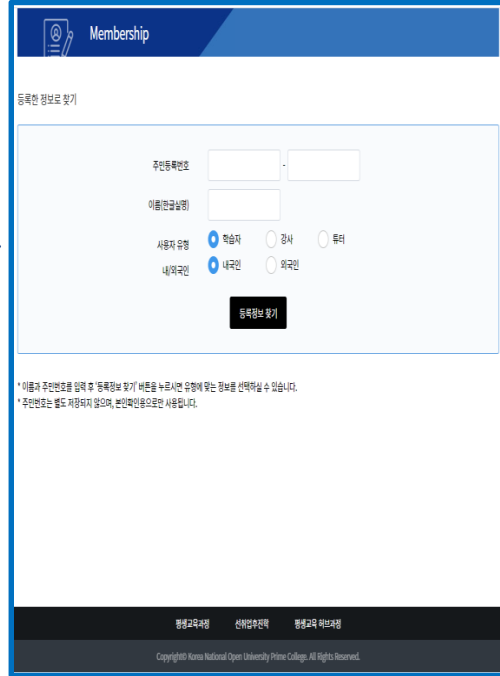 Membership
등록한 정보로 찾기
주민등록번호 -
이름(한글실명)
사용자 유형 학습자 강사 튜터
내/외국인 내국인 외국인
등록정보 찾기
* 이름과 주민번호를 입력 후 '등록정보 찾기' 버튼을 누르시면 유형에 맞는 정보를 선택하실 수 있습니다.
* 주민번호는 별도 저장되지 않으며, 본인확인용으로만 사용됩니다.
평생교육과정 선취업후진학 평생교육 허브과정
Copyright© Korea National Open University Prime College. All Rights Reserved.